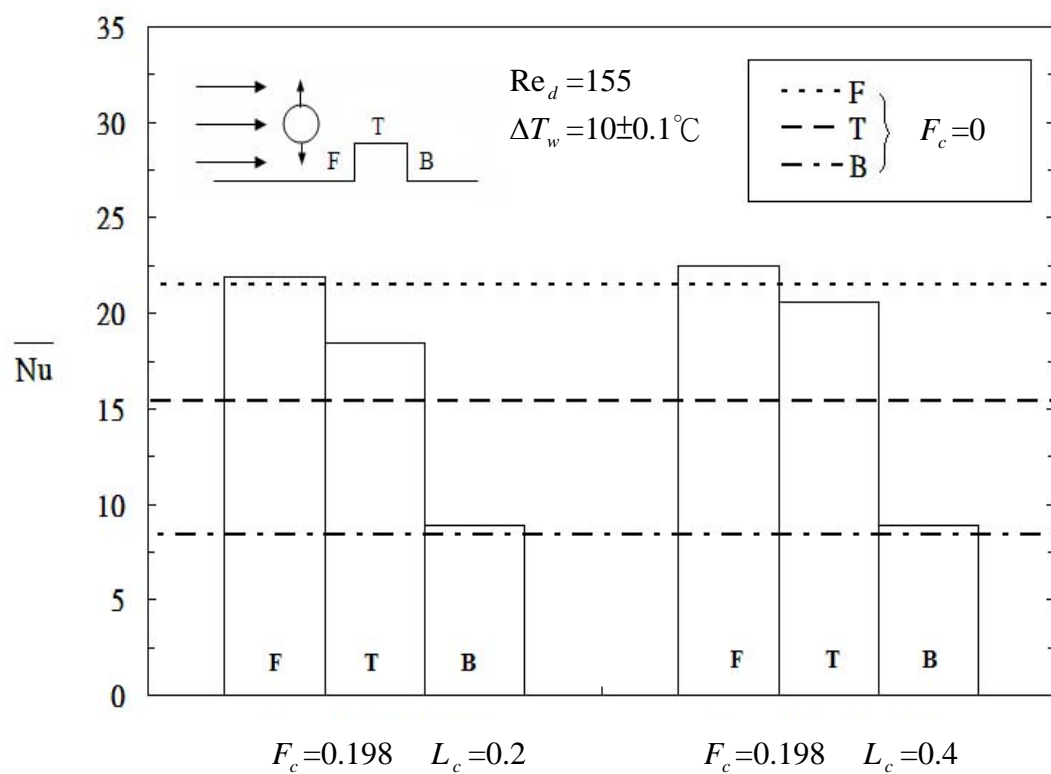 35
30
25
20
15
10
5
0
Nu
Re_d =155
ΔT_w =10±0.1℃
T
F B
F
T
B
F_c =0
F T B
F T B
F_c =0.198 L_c =0.2
F_c =0.198 L_c =0.4